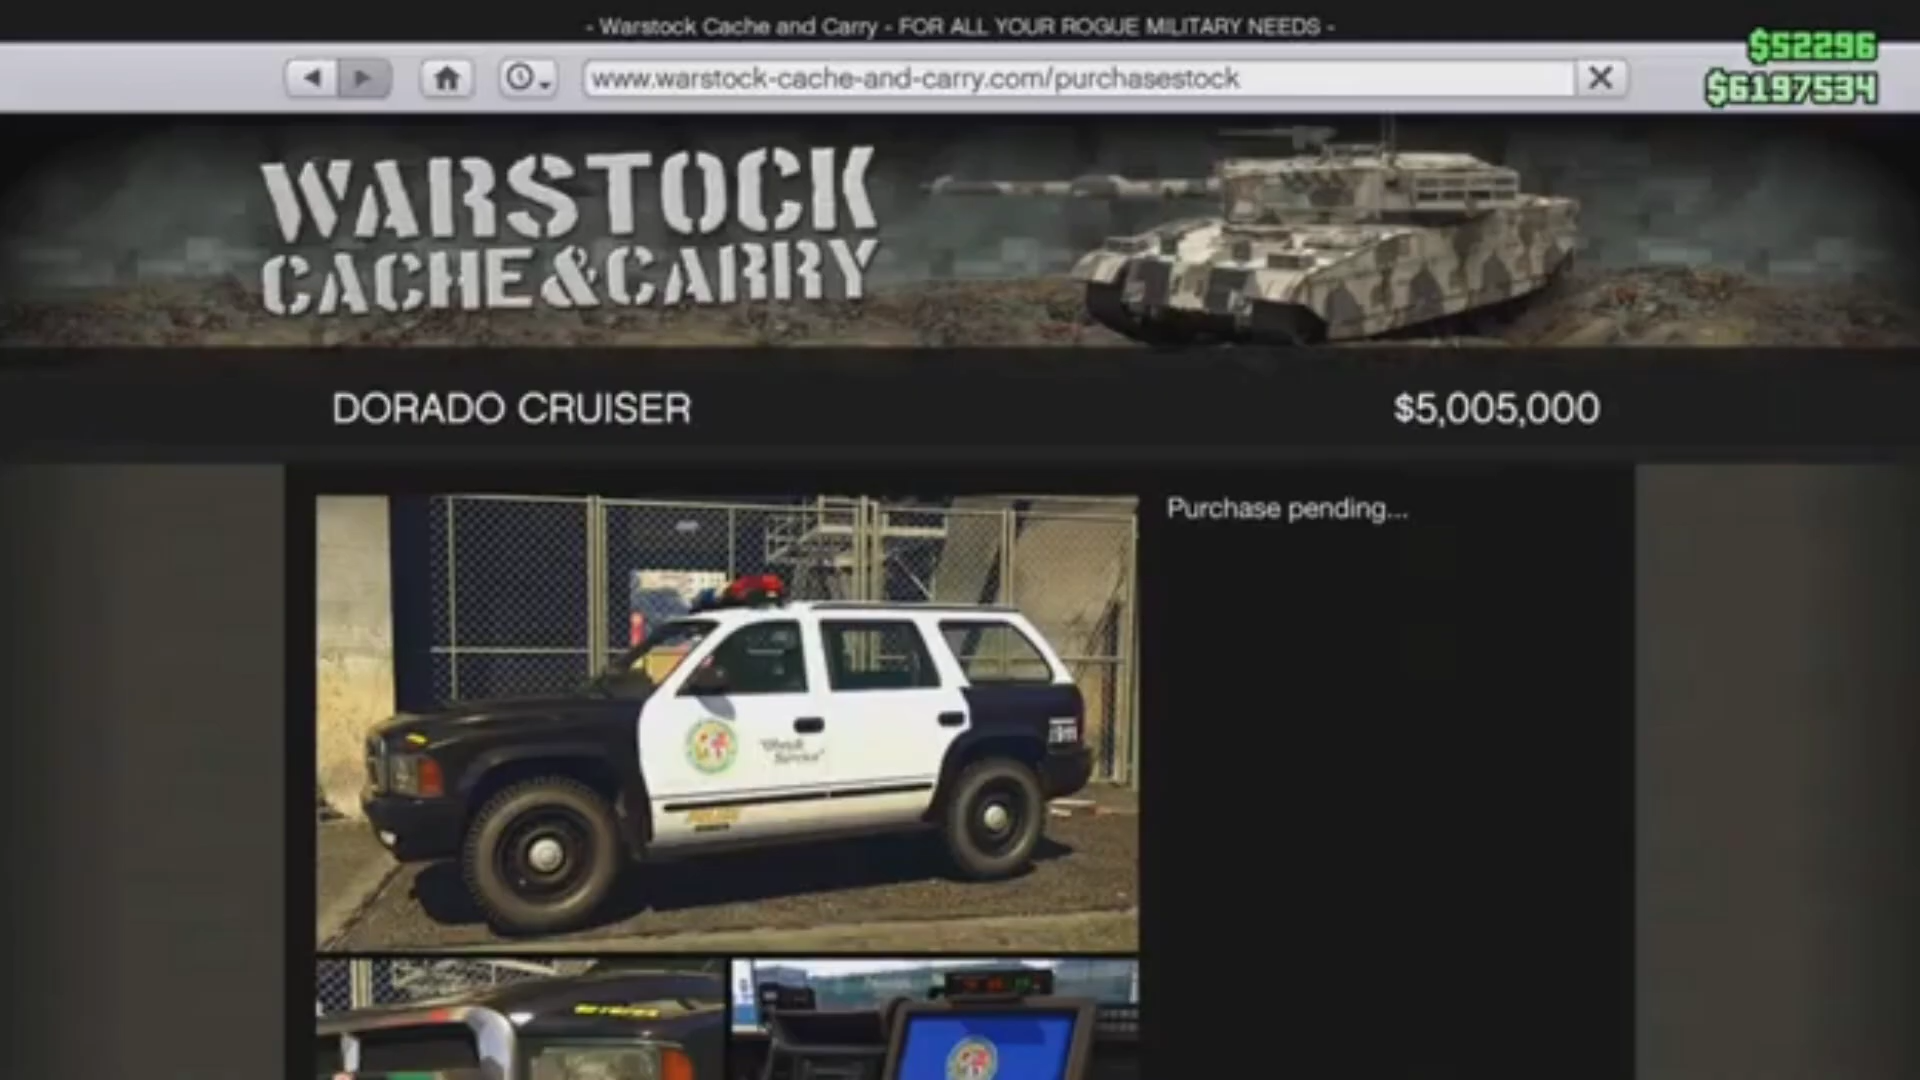 - Warstock Cache and Carry - FOR ALL YOUR ROGUE MILITARY NEEDS -
$52296
www.warstock-cache-and-carry.com/purchasestock
$6197534
WARSTOCK
CACHE&CARRY
DORADO CRUISER
$5,005,000
Purchase pending...
911